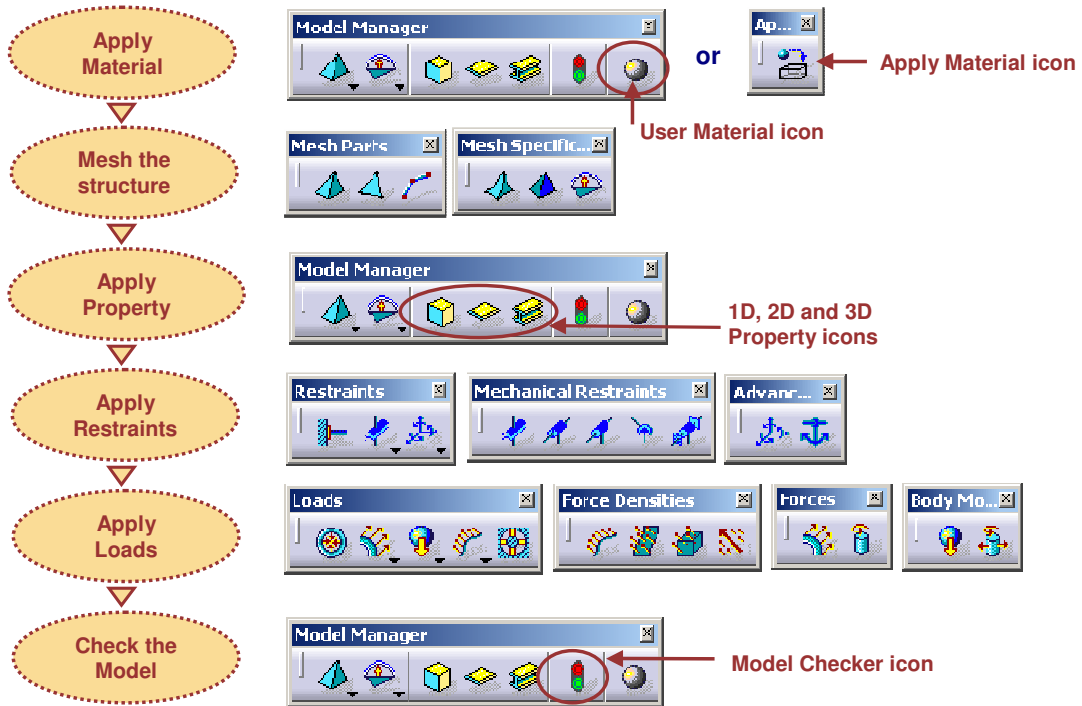 Apply
Material
Model Manager
or
Ap...
Apply Material icon
User Material icon
Mesh the
structure
Mesh Parts
Mesh Specific...
Apply
Property
Model Manager
1D, 2D and 3D
Property icons
Apply
Restraints
Restraints
Mechanical Restraints
Advanc...
Apply
Loads
Loads
Force Densities
Forces
Body Mo...
Check the
Model
Model Manager
Model Checker icon